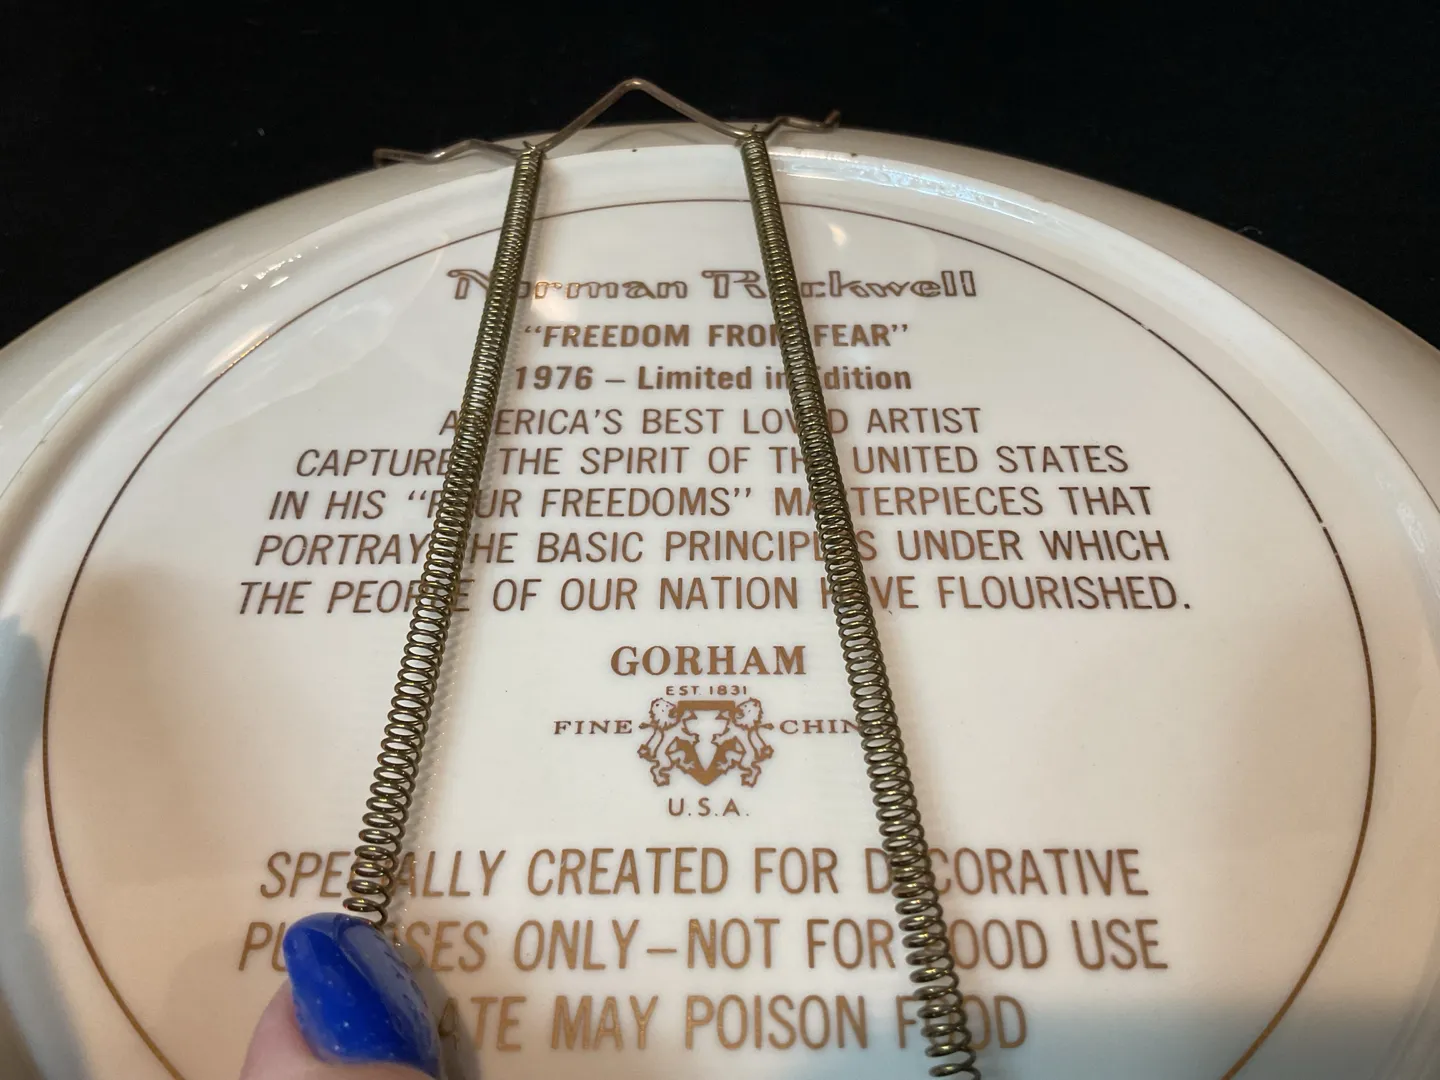 Norman Rockwell
“FREEDOM FROM FEAR”
1976 – Limited in Edition
AMERICA'S BEST LOVED ARTIST
THE SPIRIT OF THE UNITED STATES
IN HIS “FOUR FREEDOMS” MASTERPIECES THAT
PORTRAY THE BASIC PRINCIPLES UNDER WHICH
THE PEOPLE OF OUR NATION HAVE FLOURISHED.
GORHAM
EST. 1831
FINE CHINA
U.S.A.
SPECIALLY CREATED FOR DECORATIVE
PURPOSES ONLY – NOT FOR FOOD USE
PLATE MAY POISON FOOD